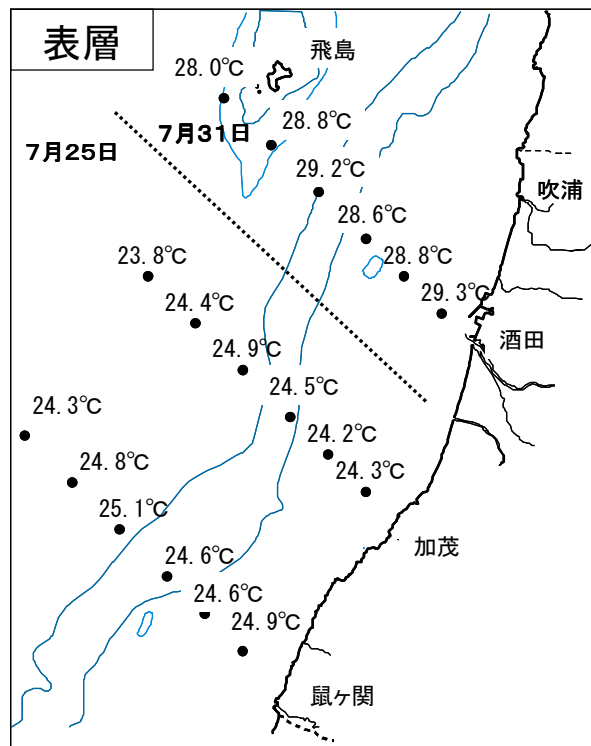 表層
飛島
28.0℃
7月31日
28.8℃
7月25日
29.2℃
吹浦
28.6℃
28.8℃
23.8℃
29.3℃
24.4℃
酒田
24.9℃
24.5℃
24.3℃
24.2℃
24.8℃
24.3℃
25.1℃
加茂
24.6℃
24.6℃
24.9℃
鼠ヶ関